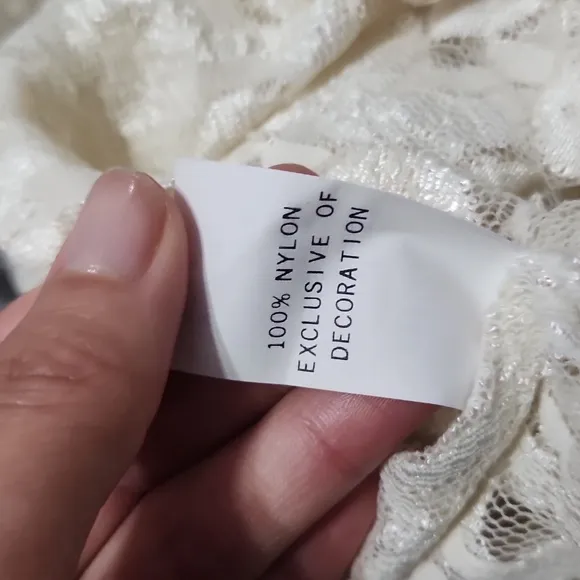 100% NYLON
EXCLUSIVE OF
DECORATION